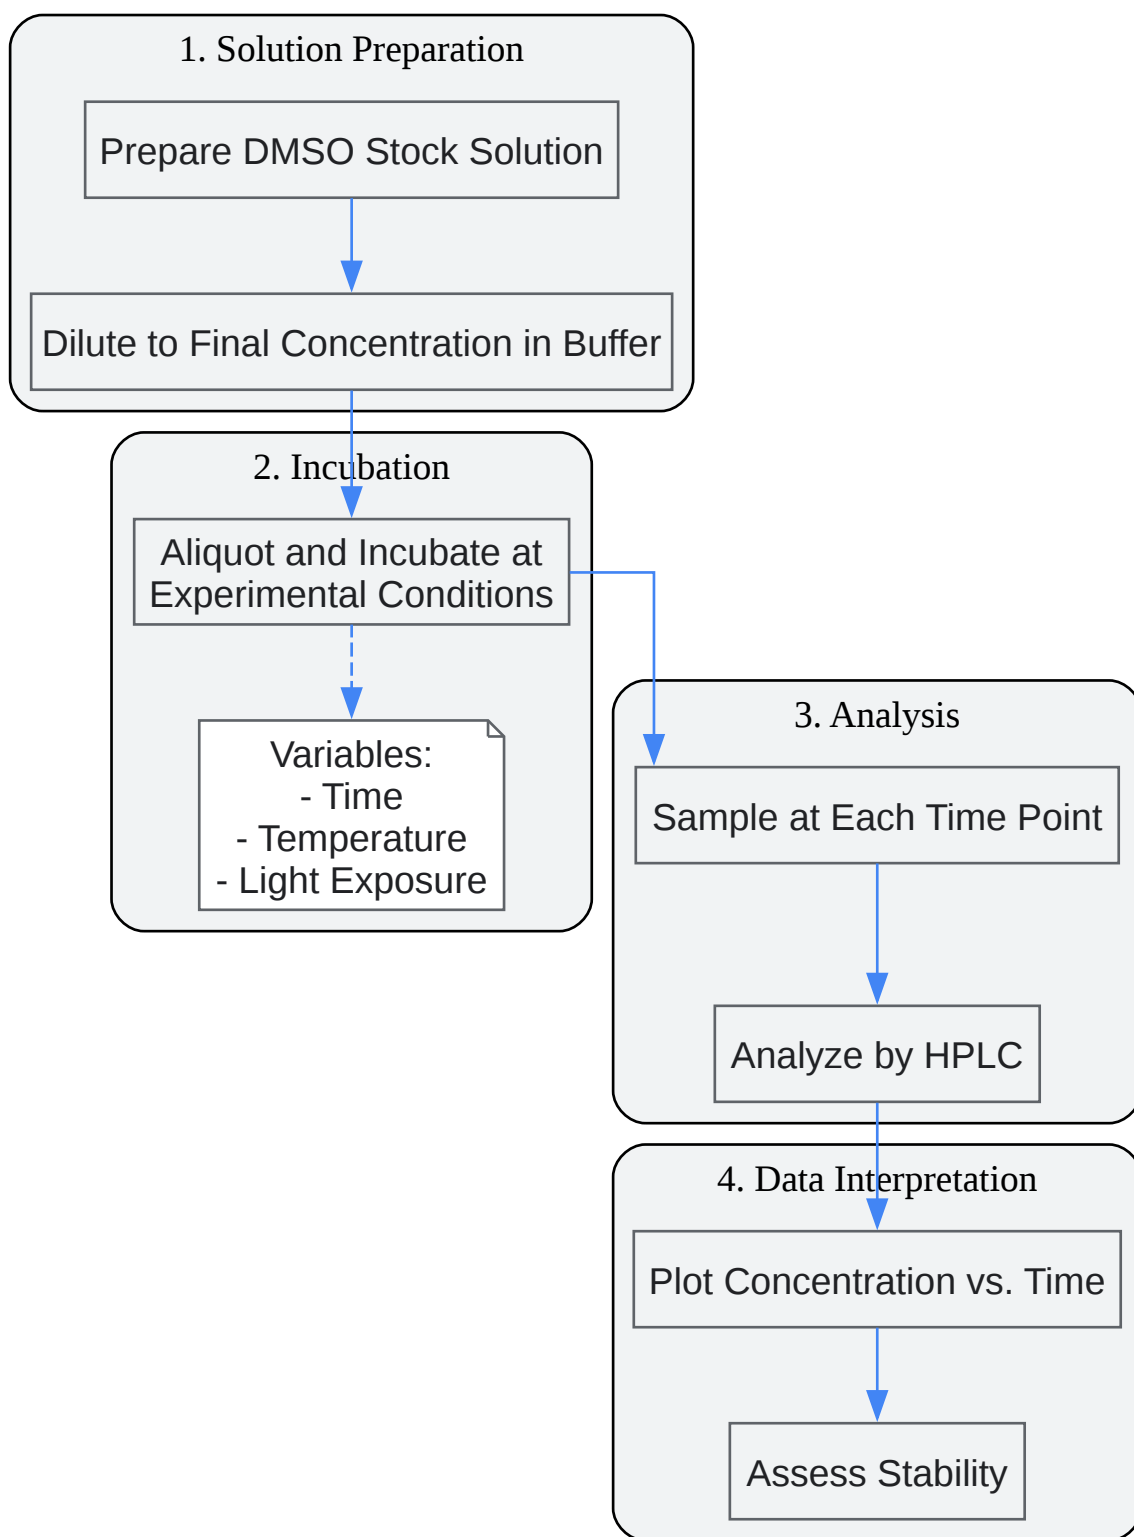 1. Solution Preparation
Prepare DMSO Stock Solution
Dilute to Final Concentration in Buffer
2. Incubation
Aliquot and Incubate at
Experimental Conditions
Variables:
- Time
- Temperature
- Light Exposure
3. Analysis
Sample at Each Time Point
Analyze by HPLC
4. Data Interpretation
Plot Concentration vs. Time
Assess Stability